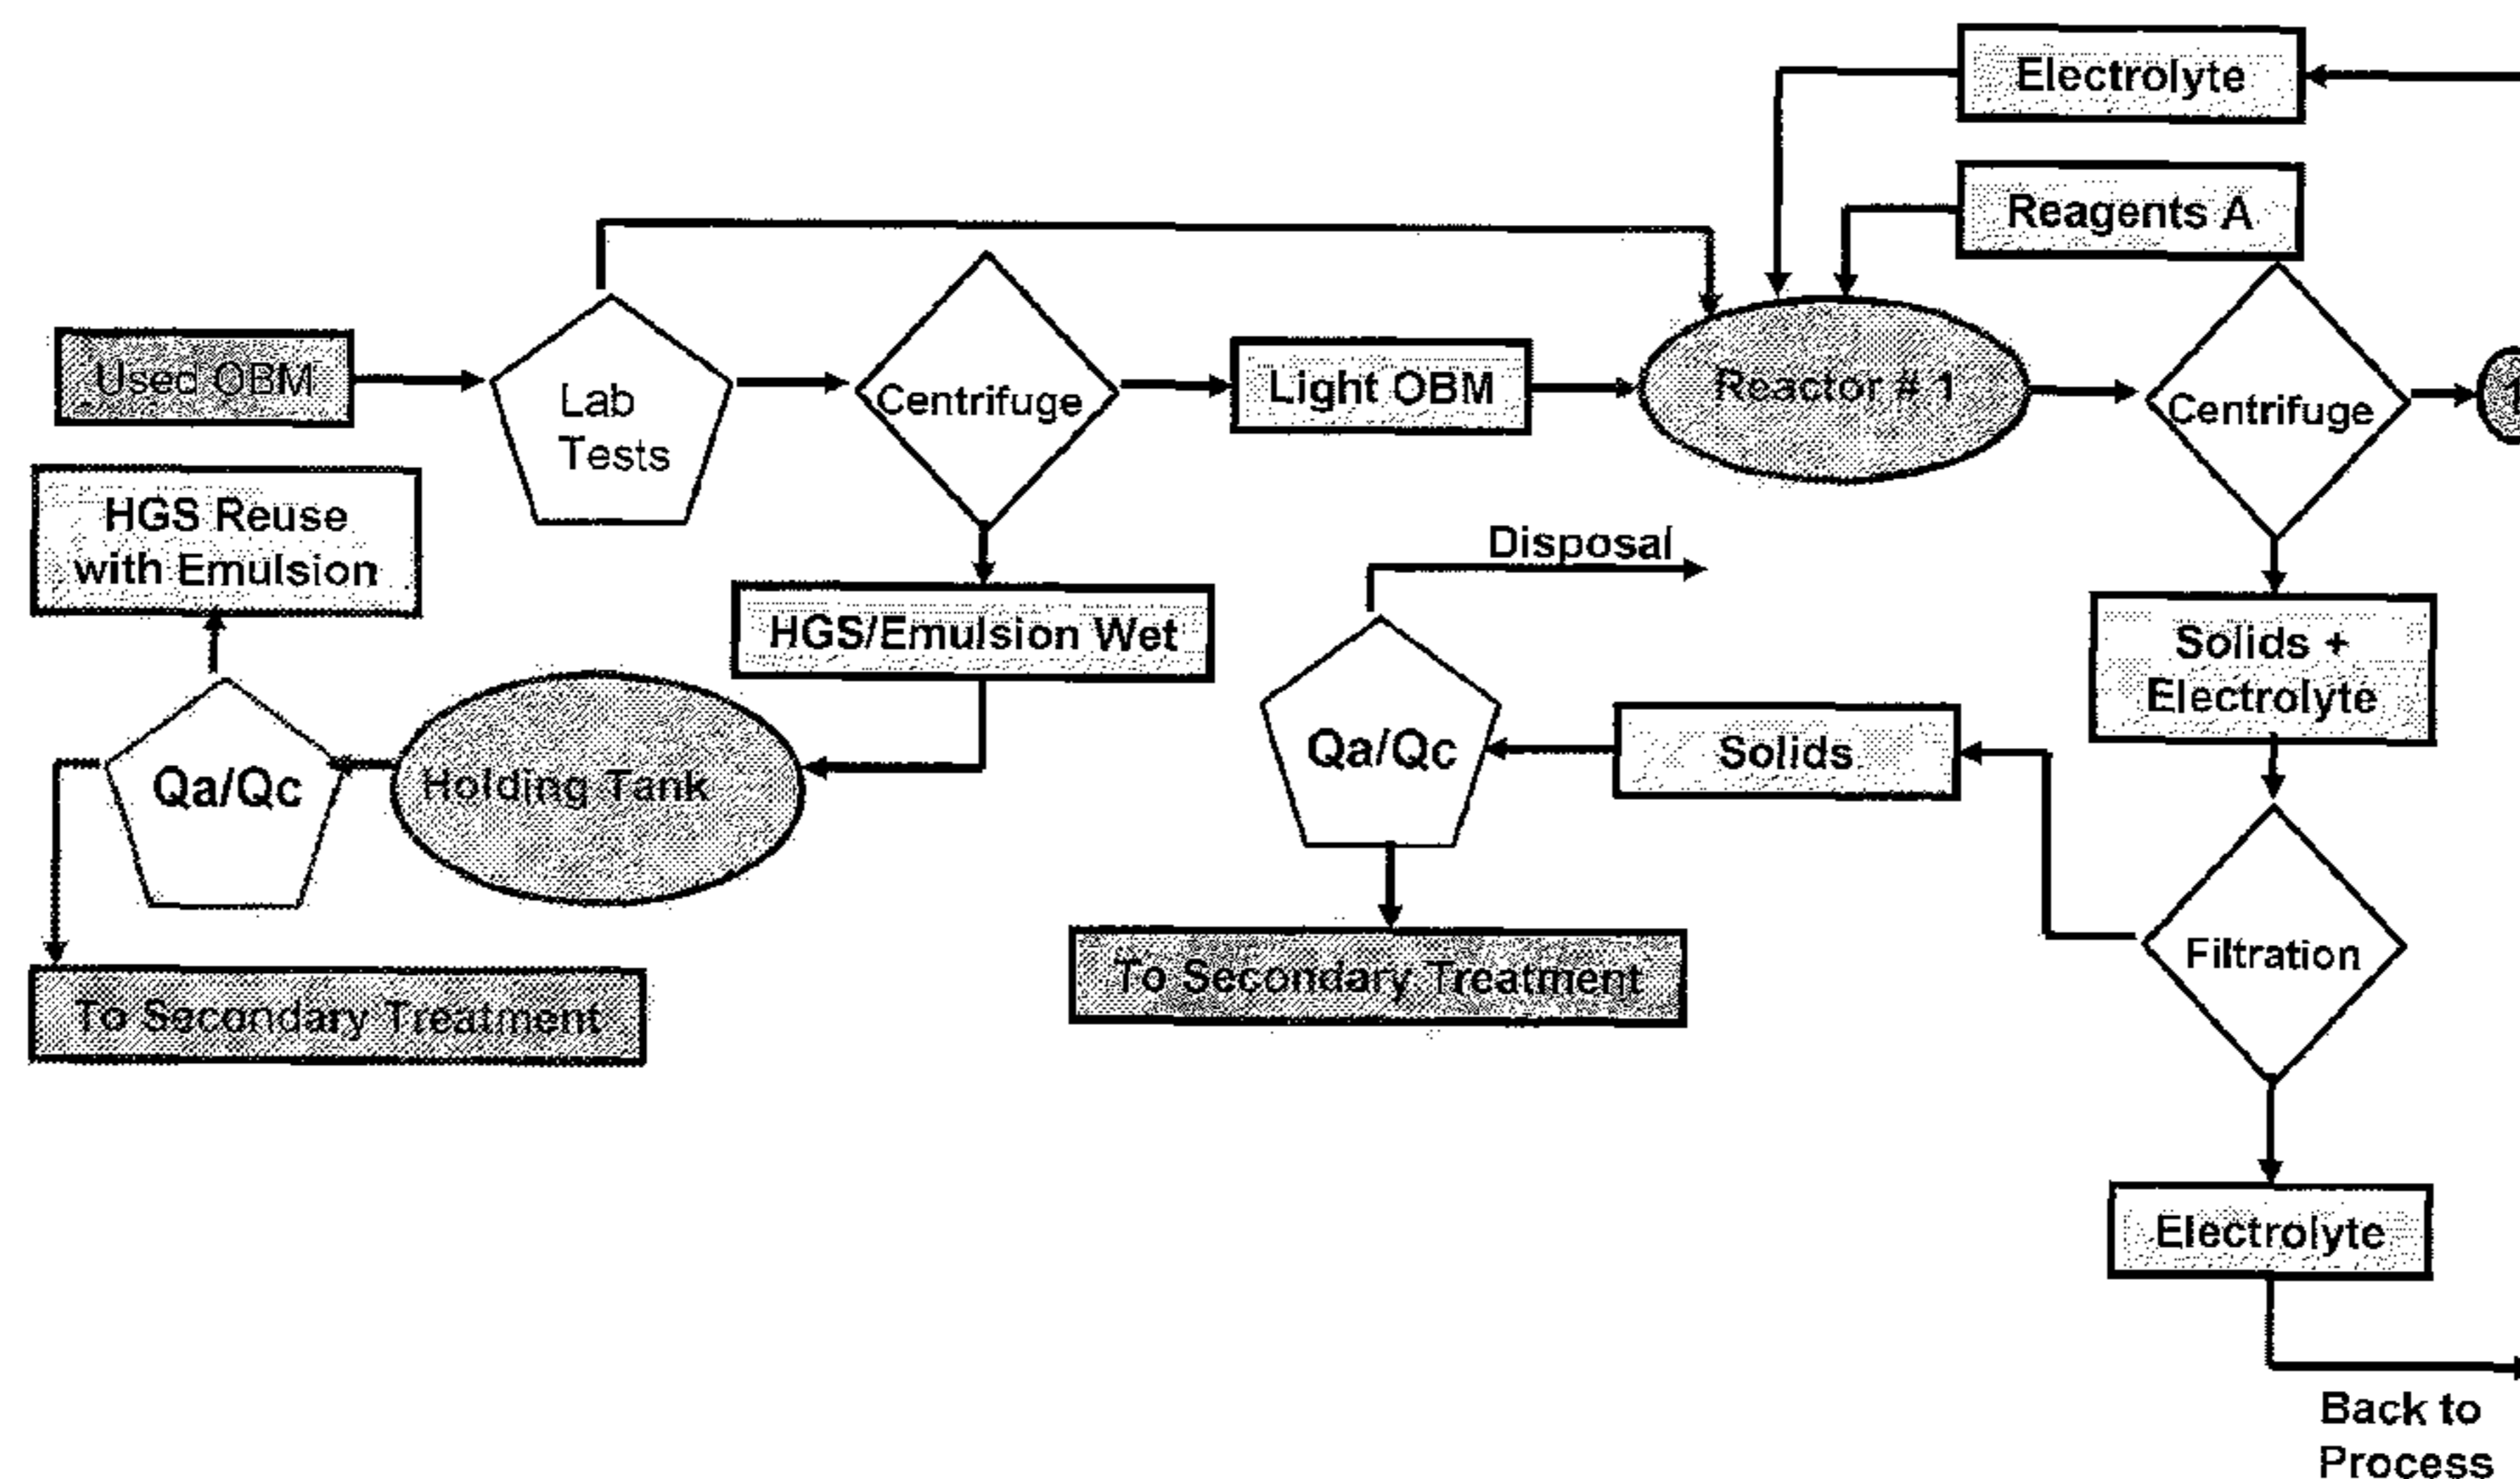 Electrolyte
Reagents A
Used OBM
Lab
Tests
Centrifuge
Light OBM
Reactor # 1
Centrifuge
HGS Reuse
with Emulsion
Disposal
HGS/Emulsion Wet
Solids +
Electrolyte
Qa/Qc
Holding Tank
Qa/Qc
Solids
Filtration
To Secondary Treatment
To Secondary Treatment
Electrolyte
Back to
Process